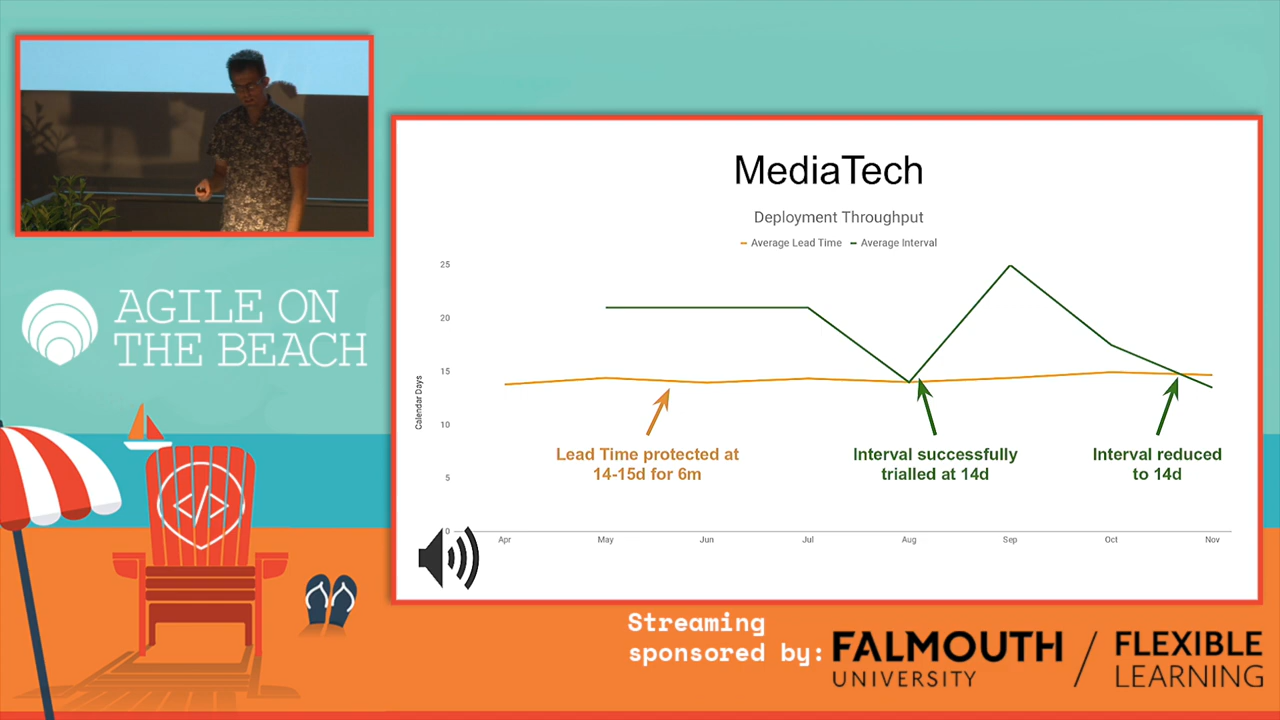 AGILE ON
THE BEACH
</>
MediaTech
Deployment Throughput
Average Lead Time
Average Interval
Calendar Days
25
20
15
10
5
0
Lead Time protected at
14-15d for 6m
Interval successfully
trialled at 14d
Interval reduced
to 14d
Apr
May
Jun
Jul
Aug
Sep
Oct
Nov
Streaming
sponsored by:
FALMOUTH
UNIVERSITY
/
FLEXIBLE
LEARNING